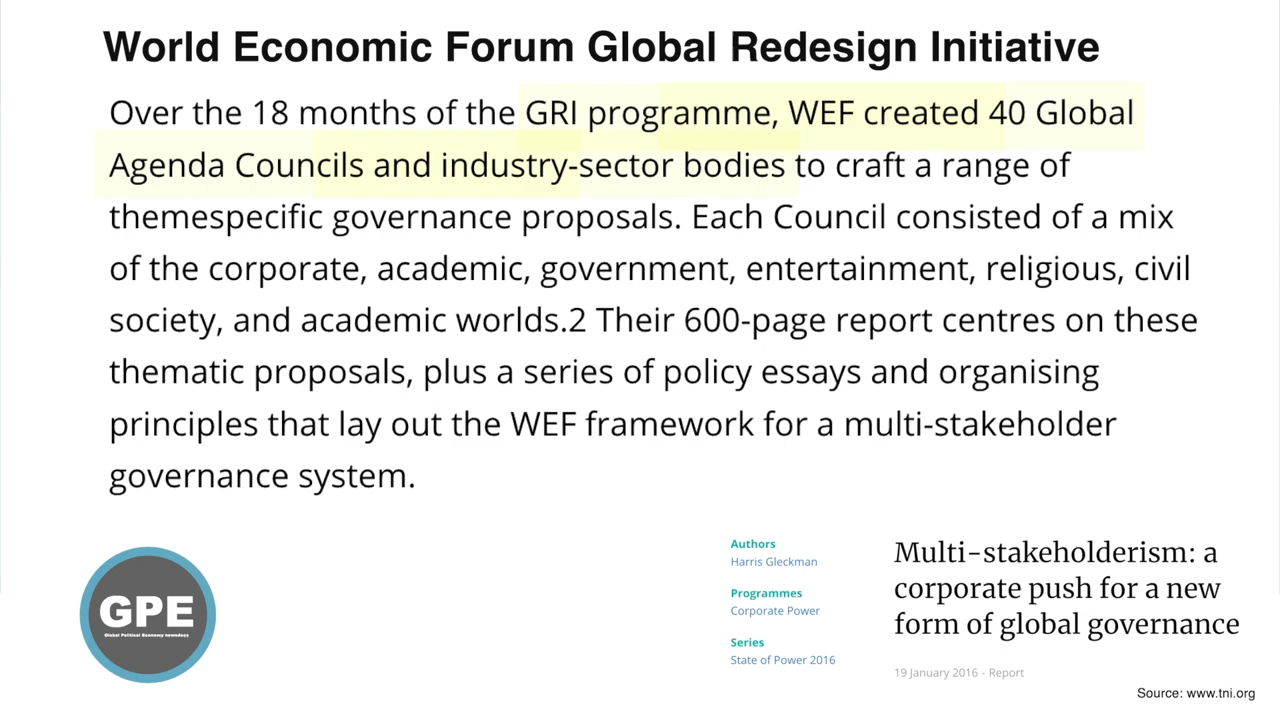 World Economic Forum Global Redesign Initiative
Over the 18 months of the GRI programme, WEF created 40 Global
Agenda Councils and industry-sector bodies to craft a range of
themespecific governance proposals. Each Council consisted of a mix
of the corporate, academic, government, entertainment, religious, civil
society, and academic worlds.2 Their 600-page report centres on these
thematic proposals, plus a series of policy essays and organising
principles that lay out the WEF framework for a multi-stakeholder
governance system.
GPE
Global Political Economy nowadays
Authors
Harris Gleckman
Programmes
Corporate Power
Series
State of Power 2016
Multi-stakeholderism: a
corporate push for a new
form of global governance
19 January 2016 - Report
Source: www.tni.org